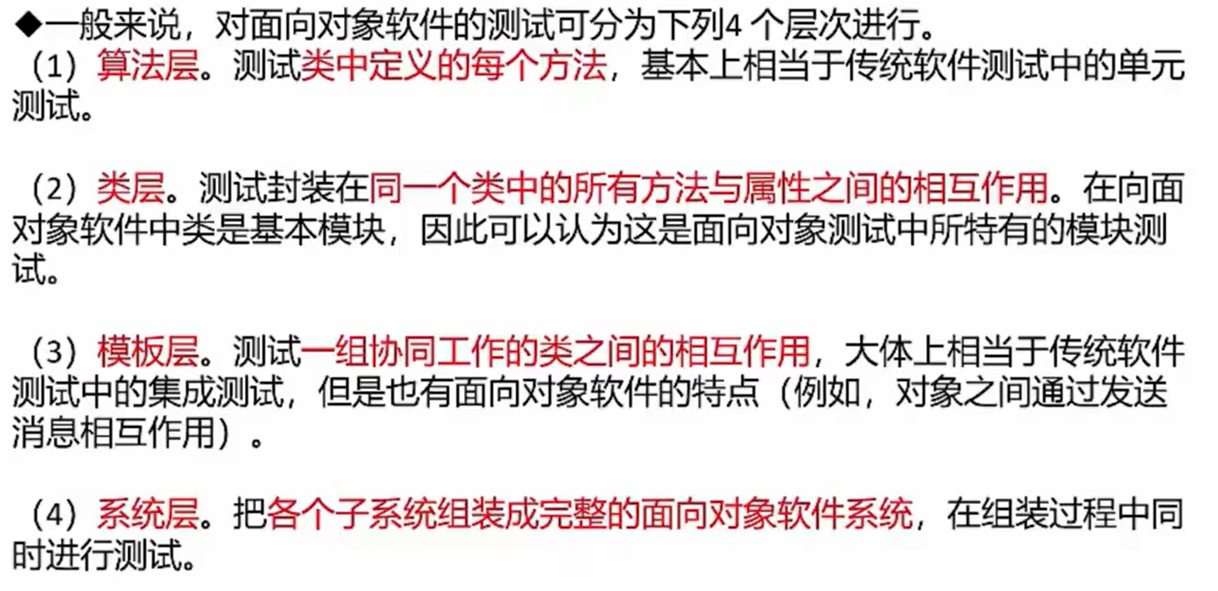 ◆一般来说，对面向对象软件的测试可分为下列4 个层次进行。
（1）算法层。测试类中定义的每个方法，基本上相当于传统软件测试中的单元
测试。
（2）类层。测试封装在同一个类中的所有方法与属性之间的相互作用。在向面
对象软件中类是基本模块，因此可以认为这是面向对象测试中所特有的模块测
试。
（3）模板层。测试一组协同工作的类之间的相互作用，大体上相当于传统软件
测试中的集成测试，但是也有面向对象软件的特点（例如，对象之间通过发送
消息相互作用）。
（4）系统层。把各个子系统组装成完整的面向对象软件系统，在组装过程中同
时进行测试。